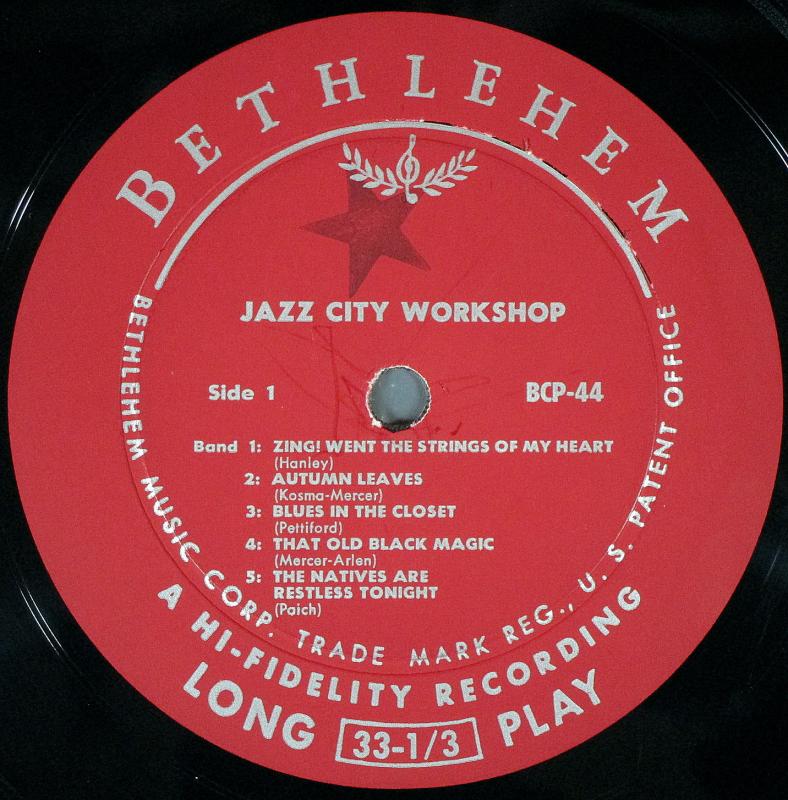 BETHLEHEM
JAZZ CITY WORKSHOP
Side 1
BCP-44
Band 1: ZING! WENT THE STRINGS OF MY HEART
(Hanley)
2: AUTUMN LEAVES
(Kosma-Mercer)
3: BLUES IN THE CLOSET
(Pettiford)
4: THAT OLD BLACK MAGIC
(Mercer-Arlen)
5: THE NATIVES ARE
RESTLESS TONIGHT
(Paich)
BETHLEHEM MUSIC CORP. TRADE MARK REG., U. S. PATENT OFFICE
A HI-FIDELITY RECORDING
LONG 33-1/3 PLAY